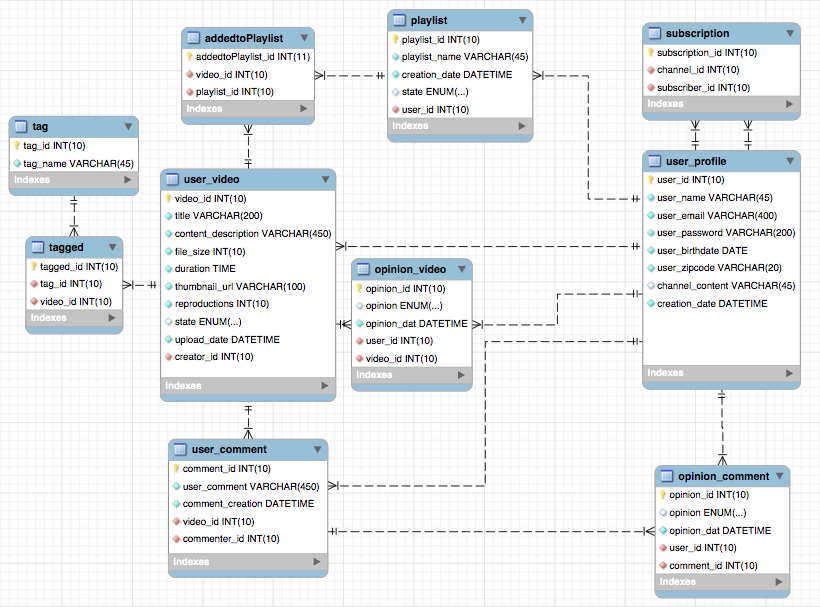 addedtoPlaylist
addedtoPlaylist_id INT(11)
video_id INT(10)
playlist_id INT(10)
Indexes
playlist
playlist_id INT(10)
playlist_name VARCHAR(45)
creation_date DATETIME
state ENUM(...)
user_id INT(10)
Indexes
subscription
subscription_id INT(10)
channel_id INT(10)
subscriber_id INT(10)
Indexes
tag
tag_id INT(10)
tag_name VARCHAR(45)
Indexes
user_video
video_id INT(10)
title VARCHAR(200)
content_description VARCHAR(450)
file_size INT(10)
duration TIME
thumbnail_url VARCHAR(100)
reproductions INT(10)
state ENUM(...)
upload_date DATETIME
creator_id INT(10)
Indexes
user_profile
user_id INT(10)
user_name VARCHAR(45)
user_email VARCHAR(400)
user_password VARCHAR(200)
user_birthdate DATE
user_zipcode VARCHAR(20)
channel_content VARCHAR(45)
creation_date DATETIME
Indexes
tagged
tagged_id INT(10)
tag_id INT(10)
video_id INT(10)
Indexes
opinion_video
opinion_id INT(10)
opinion ENUM(...)
opinion_dat DATETIME
user_id INT(10)
video_id INT(10)
Indexes
user_comment
comment_id INT(10)
user_comment VARCHAR(450)
comment_creation DATETIME
video_id INT(10)
commenter_id INT(10)
Indexes
opinion_comment
opinion_id INT(10)
opinion ENUM(...)
opinion_dat DATETIME
user_id INT(10)
comment_id INT(10)
Indexes